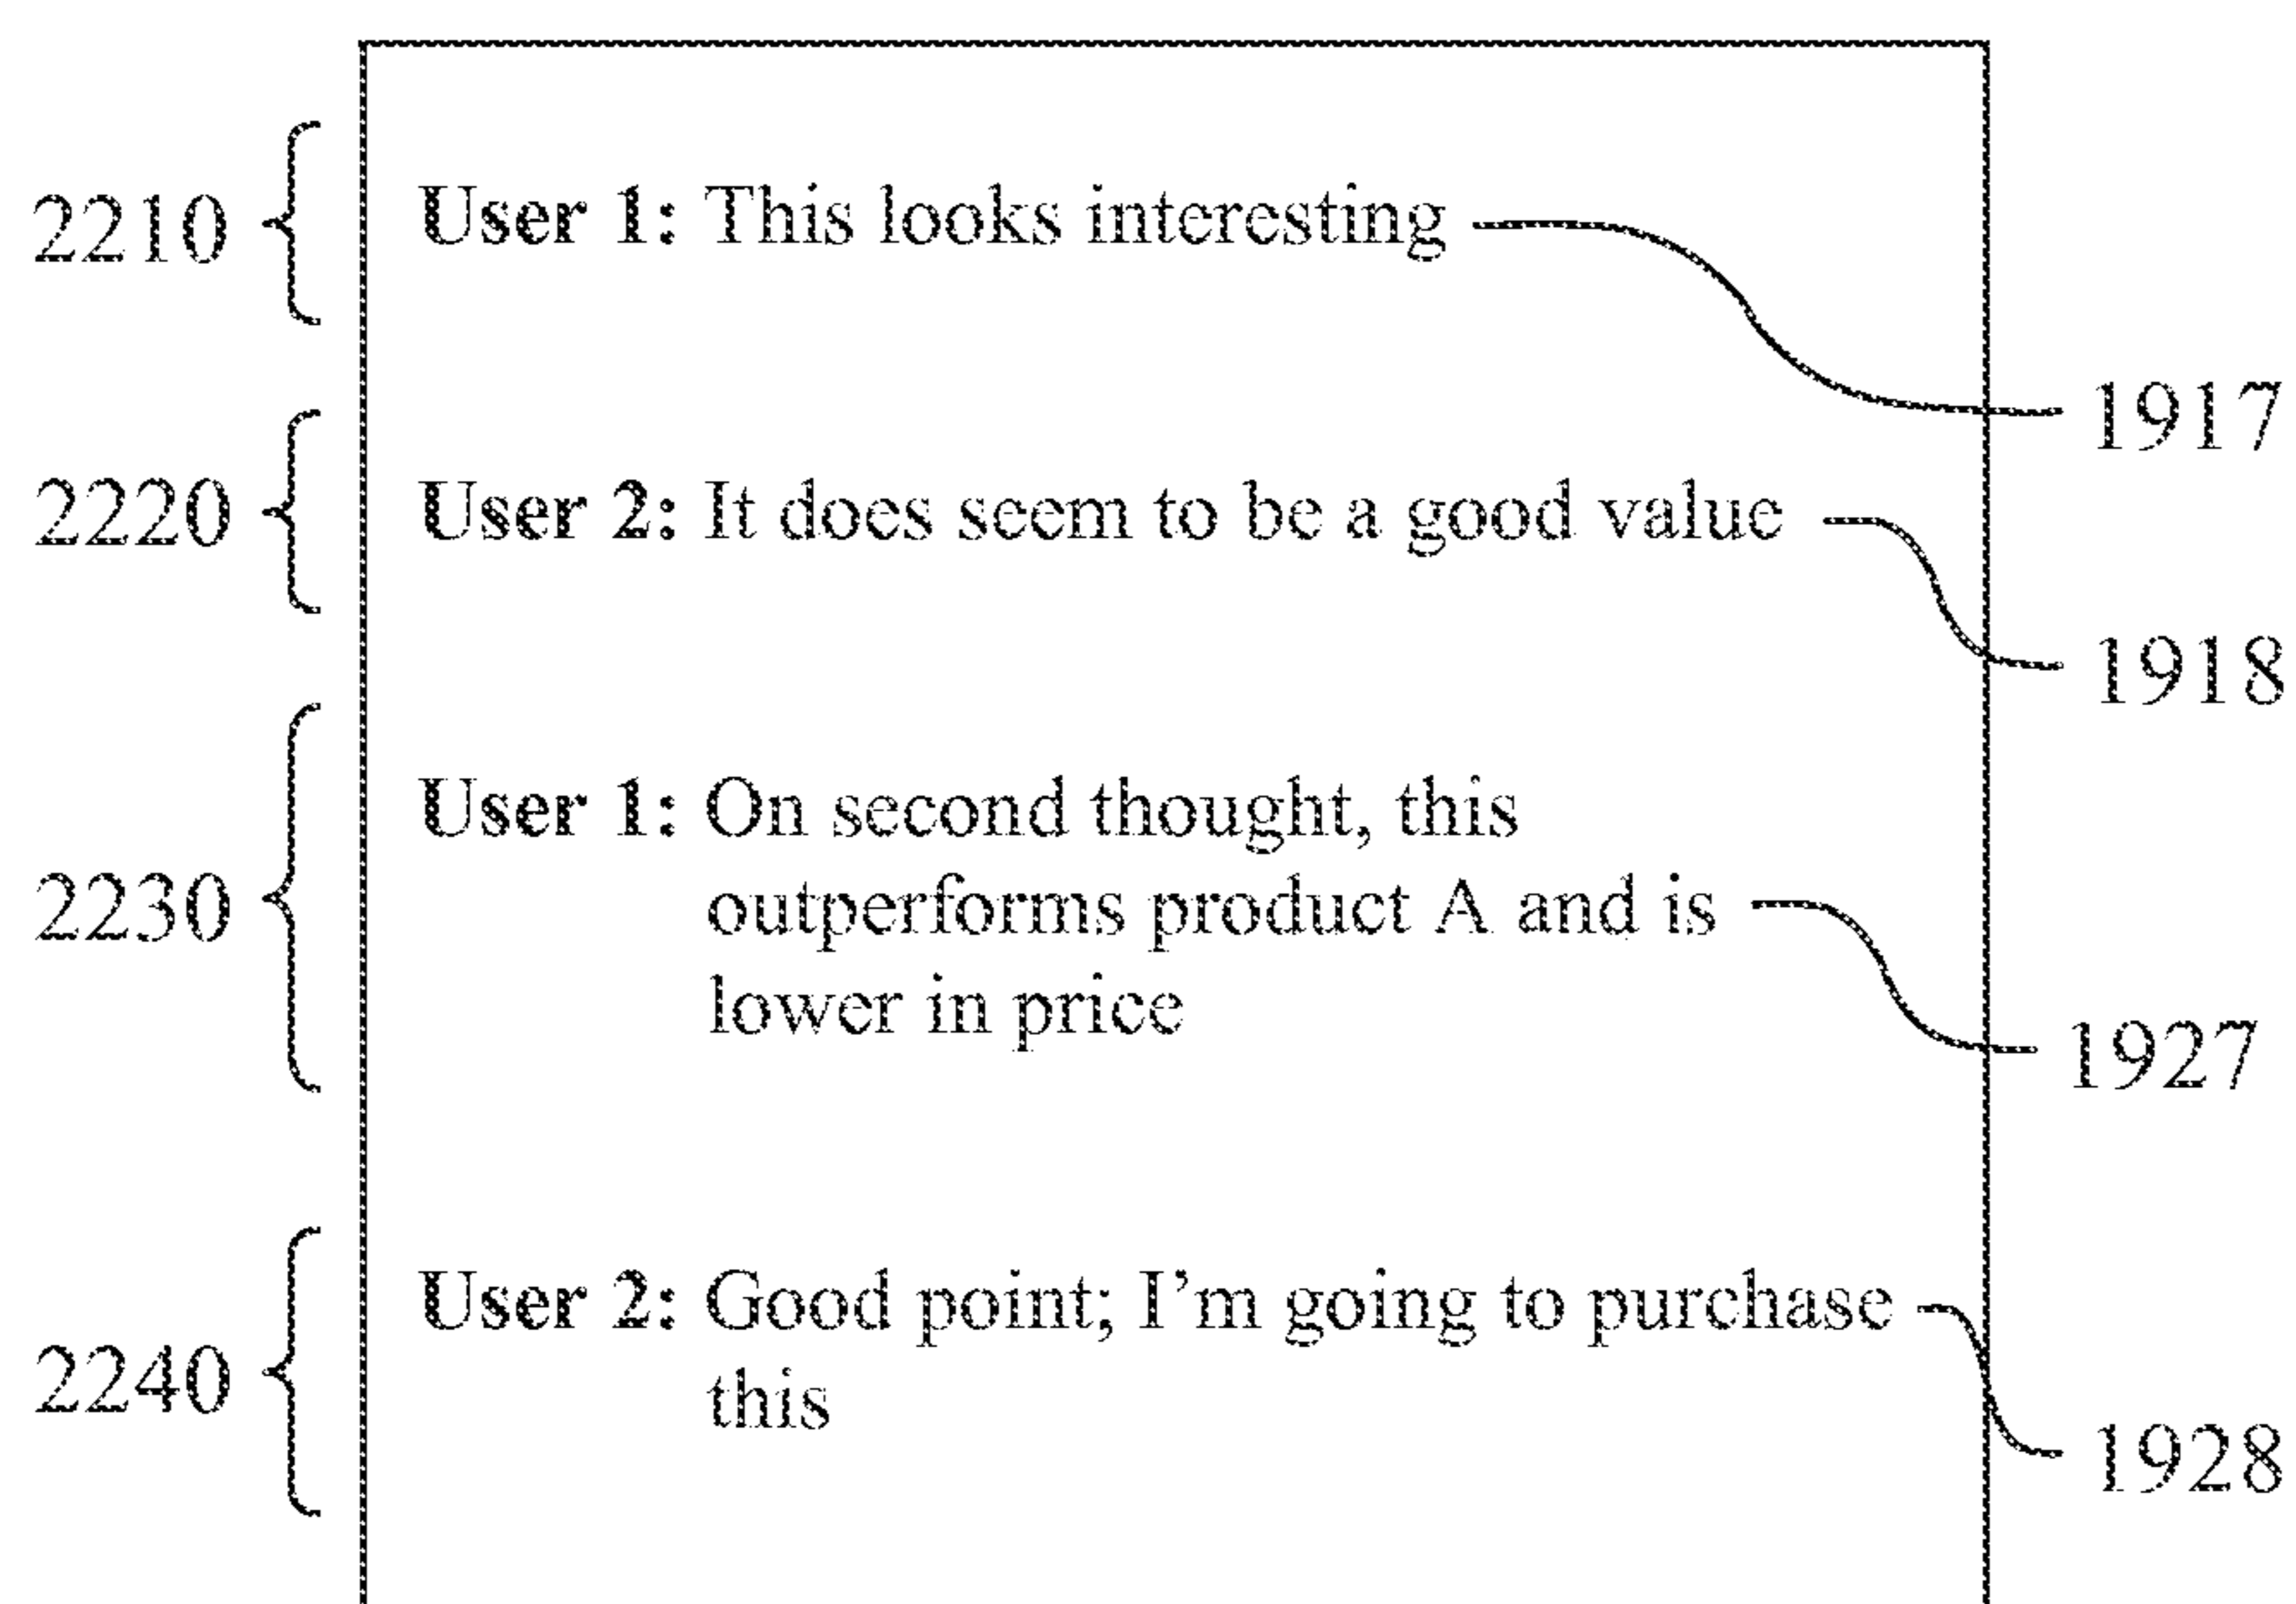 2210 User 1: This looks interesting
1917
2220 User 2: It does seem to be a good value
1918
User 1: On second thought, this
2230 outperforms product A and is
lower in price
1927
User 2: Good point; I'm going to purchase
2240 this
1928